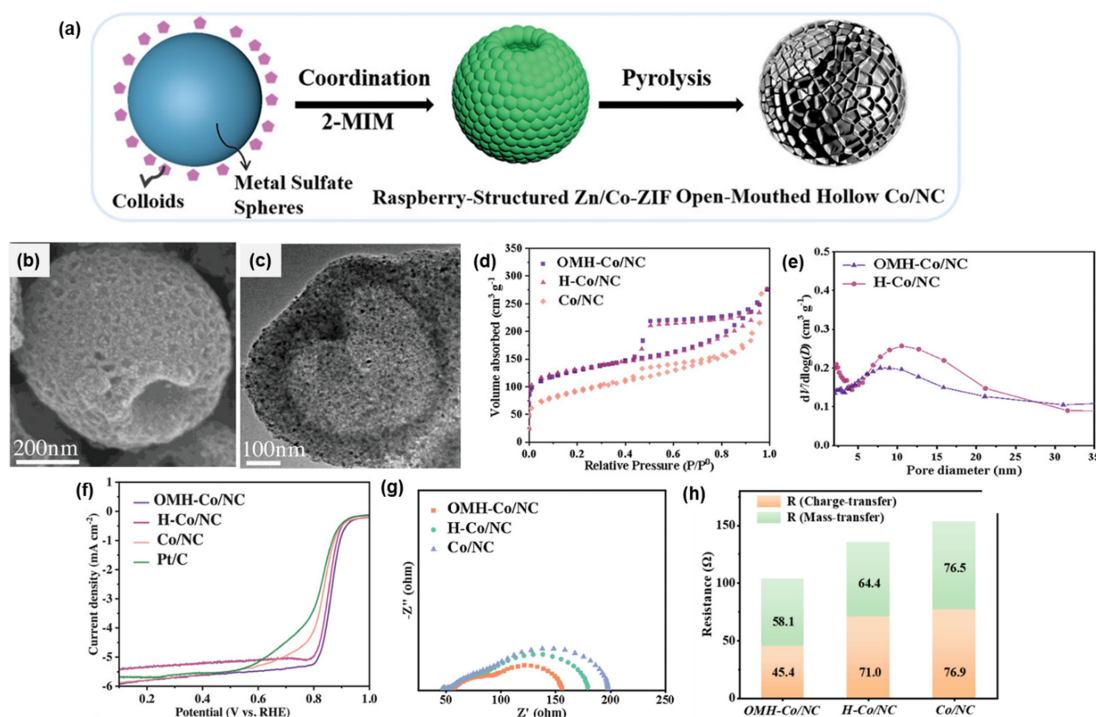 (a)
Coordination
2-MIM
Pyrolysis
Colloids
Metal Sulfate
Spheres
Raspberry-Structured Zn/Co-ZIF
Open-Mouthed Hollow Co/NC
(b)
200nm
(c)
100nm
(d)
OMH-Co/NC
H-Co/NC
Co/NC
Volume absorbed (cm³ g⁻¹)
350
300
250
200
150
100
50
0
0.0 0.2 0.4 0.6 0.8 1.0
Relative Pressure (P/P⁰)
(e)
OMH-Co/NC
H-Co/NC
dV/dlog(D) (cm³ g⁻¹)
0.4
0.3
0.2
0.1
0.0
5 10 15 20 25 30 35
Pore diameter (nm)
(f)
OMH-Co/NC
H-Co/NC
Co/NC
Pt/C
Current density (mA cm⁻²)
0
-1
-2
-3
-4
-5
-6
0.2 0.4 0.6 0.8 1.0
Potential (V vs. RHE)
(g)
OMH-Co/NC
H-Co/NC
Co/NC
-Z'' (ohm)
0 50 100 150 200 250
Z' (ohm)
(h)
R (Charge-transfer)
R (Mass-transfer)
Resistance (Ω)
150
100
50
0
58.1
45.4
64.4
71.0
76.5
76.9
OMH-Co/NC
H-Co/NC
Co/NC